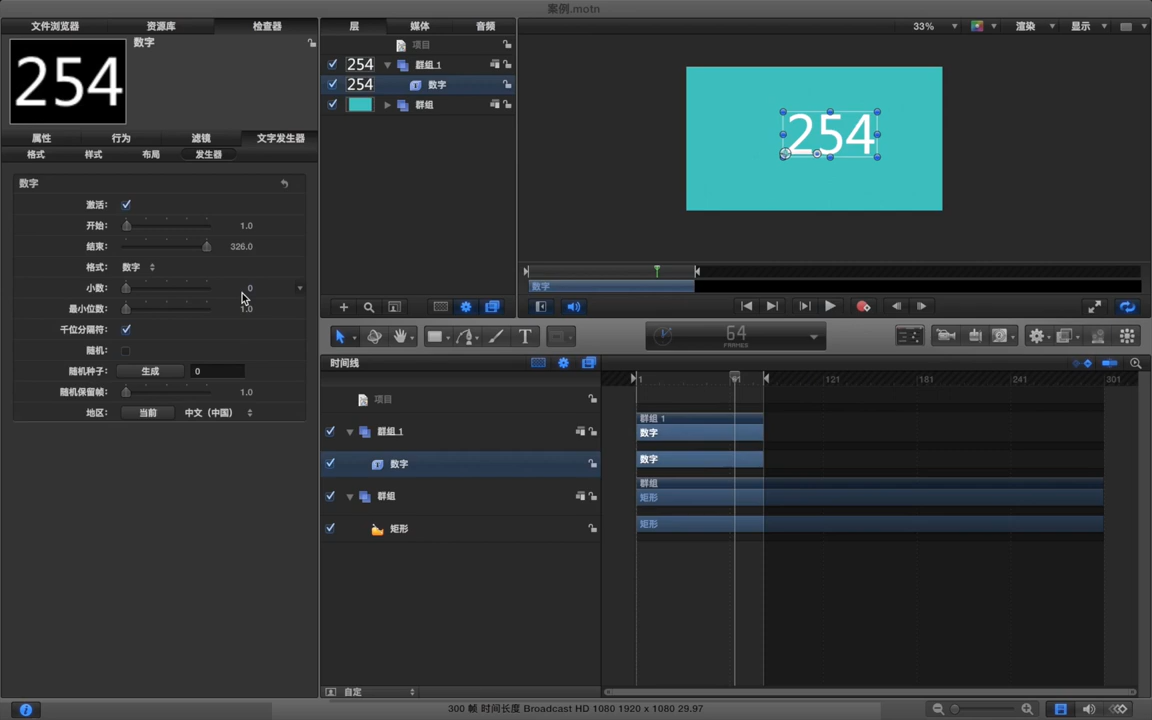 案例.motn
文件浏览器 资源库 检查器 层 媒体 音频 33% 渲染 显示
数字
254
项目
254 群组 1
254 数字
群组
254
属性 行为 滤镜 文字发生器
格式 样式 布局 发生器
数字
激活:
开始: 1.0
结束: 326.0
格式: 数字
小数: 0
最小位数: 1.0
千位分隔符:
随机:
随机种子: 生成 0
随机保留帧: 1.0
地区: 当前 中文（中国）
数字
T
64
FRAMES
时间线
1 61 121 181 241 301
项目
群组 1
数字
群组
矩形
群组 1
数字
数字
群组
矩形
矩形
自定
300 帧 时间长度 Broadcast HD 1080 1920 x 1080 29.97